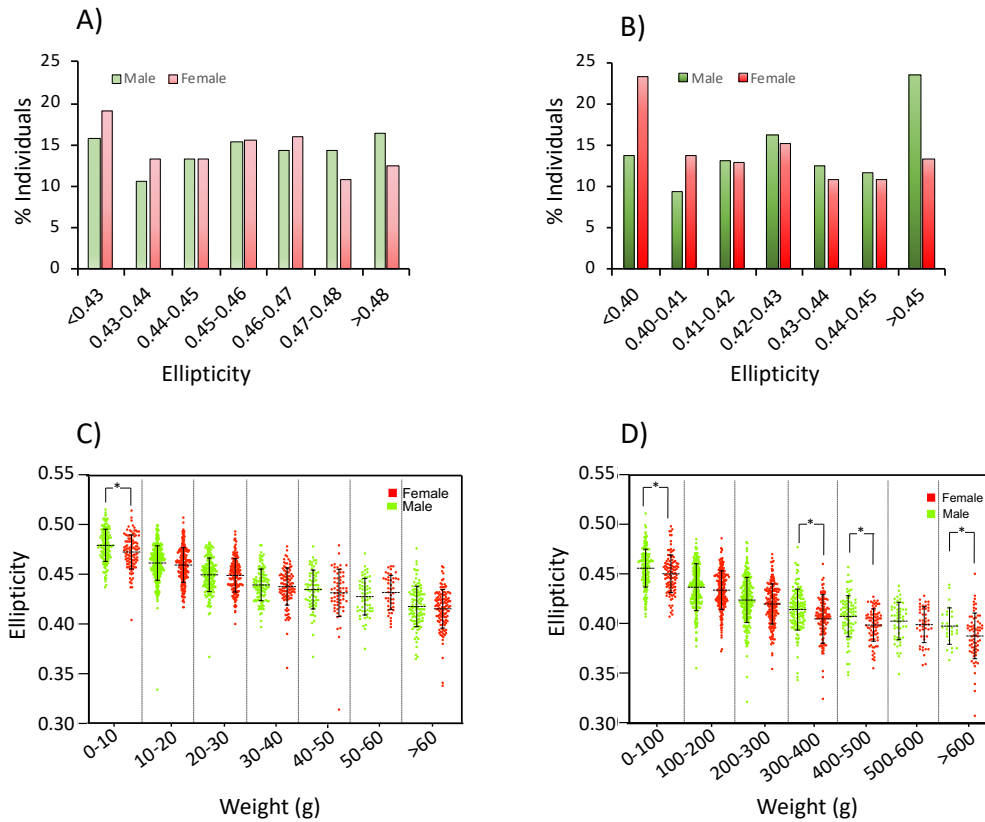 A)
25
20
15
10
5
0
% Individuals
Male Female
<0.43 0.43-0.44 0.44-0.45 0.45-0.46 0.46-0.47 0.47-0.48 >0.48
Ellipticity
B)
25
20
15
10
5
0
% Individuals
Male Female
<0.40 0.40-0.41 0.41-0.42 0.42-0.43 0.43-0.44 0.44-0.45 >0.45
Ellipticity
C)
0.55
0.50
0.45
0.40
0.30
Ellipticity
*
Female
Male
0-10 10-20 20-30 30-40 40-50 50-60 >60
Weight (g)
D)
0.55
0.50
0.45
0.40
0.30
Ellipticity
* * * *
Female
Male
0-100 100-200 200-300 300-400 400-500 500-600 >600
Weight (g)